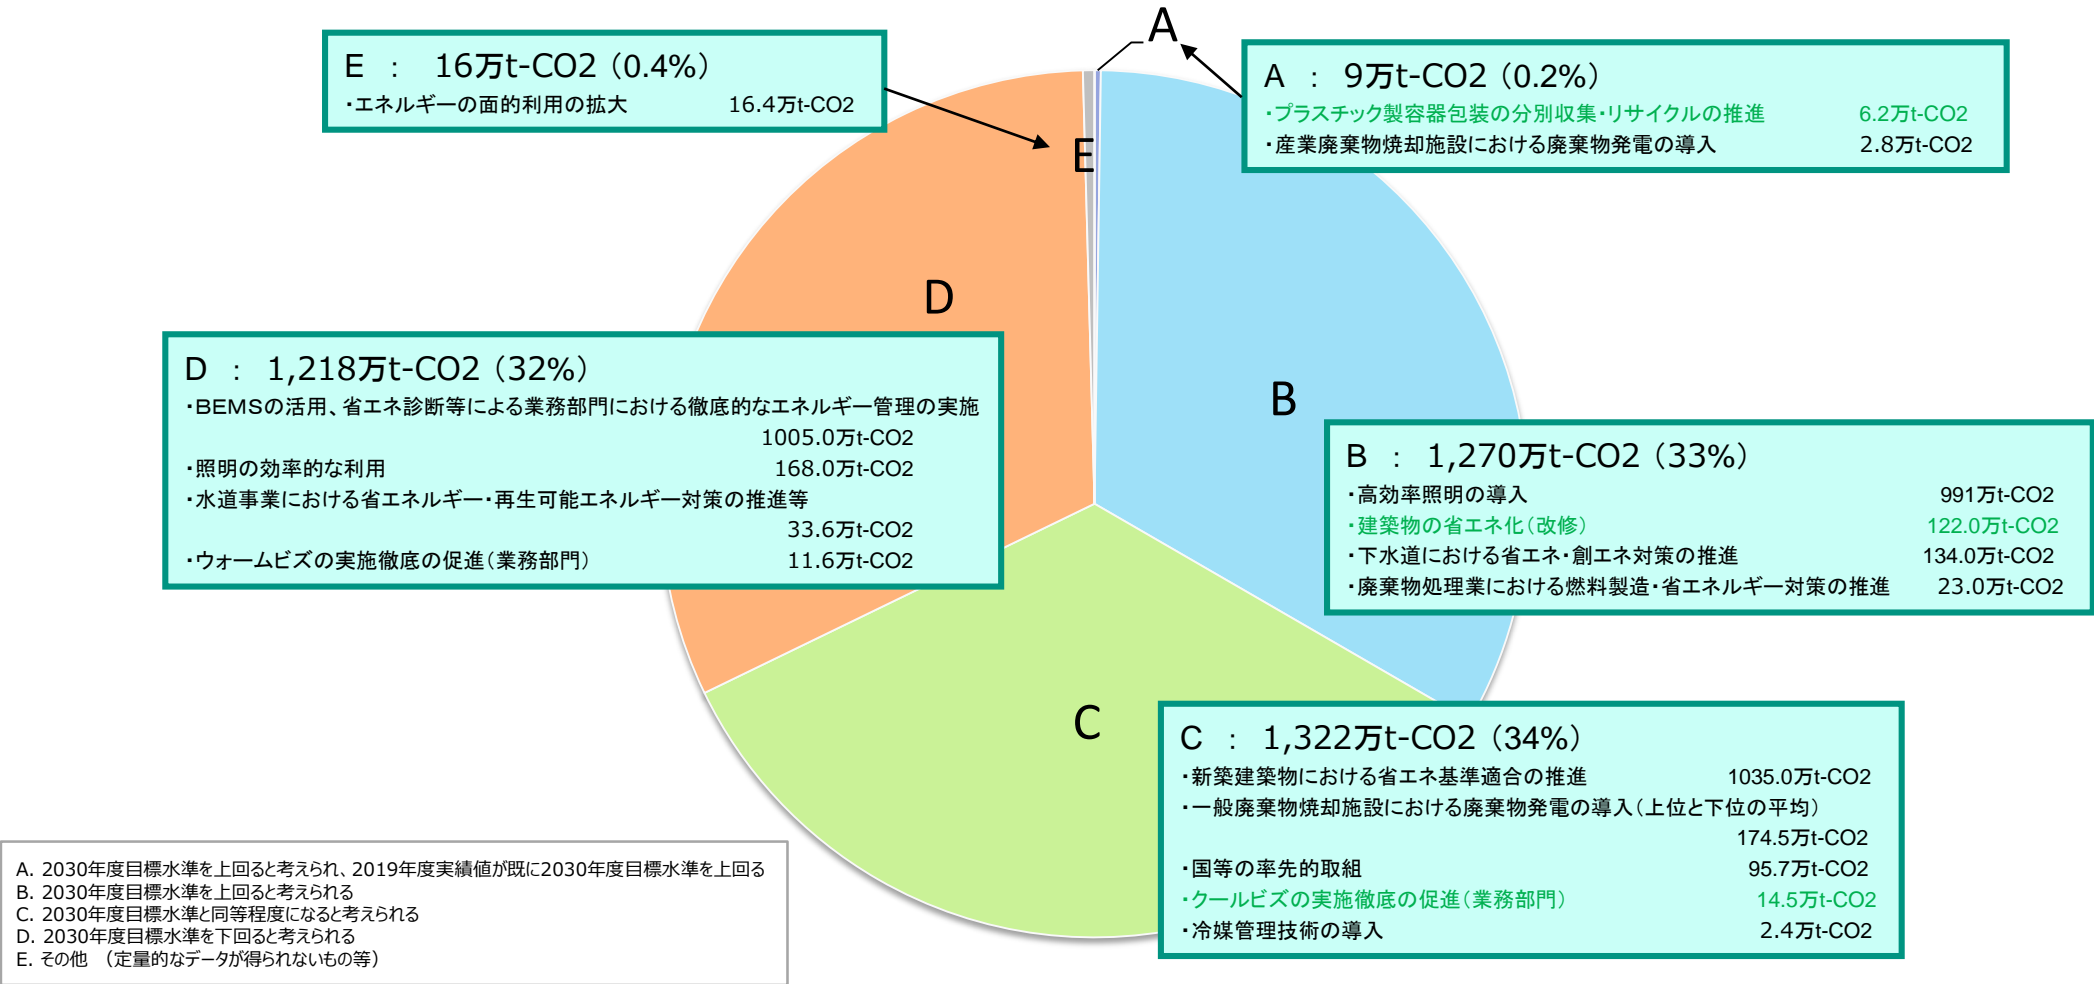 A
E ： 16万t-CO2（0.4%）
・エネルギーの面的利用の拡大 16.4万t-CO2
A ： 9万t-CO2（0.2%）
・プラスチック製容器包装の分別収集・リサイクルの推進 6.2万t-CO2
・産業廃棄物焼却施設における廃棄物発電の導入 2.8万t-CO2
E
D
D ： 1,218万t-CO2（32%）
・BEMSの活用、省エネ診断等による業務部門における徹底的なエネルギー管理の実施
1005.0万t-CO2
・照明の効率的な利用 168.0万t-CO2
・水道事業における省エネルギー・再生可能エネルギー対策の推進等
33.6万t-CO2
・ウォームビズの実施徹底の促進（業務部門） 11.6万t-CO2
B
B ： 1,270万t-CO2（33%）
・高効率照明の導入 991万t-CO2
・建築物の省エネ化（改修） 122.0万t-CO2
・下水道における省エネ・創エネ対策の推進 134.0万t-CO2
・廃棄物処理業における燃料製造・省エネルギー対策の推進 23.0万t-CO2
C
C ： 1,322万t-CO2（34%）
・新築建築物における省エネ基準適合の推進 1035.0万t-CO2
・一般廃棄物焼却施設における廃棄物発電の導入（上位と下位の平均）
174.5万t-CO2
・国等の率先的取組 95.7万t-CO2
・クールビズの実施徹底の促進（業務部門） 14.5万t-CO2
・冷媒管理技術の導入 2.4万t-CO2
A. 2030年度目標水準を上回ると考えられ、2019年度実績値が既に2030年度目標水準を上回る
B. 2030年度目標水準を上回ると考えられる
C. 2030年度目標水準と同等程度になると考えられる
D. 2030年度目標水準を下回ると考えられる
E. その他 （定量的なデータが得られないもの等）